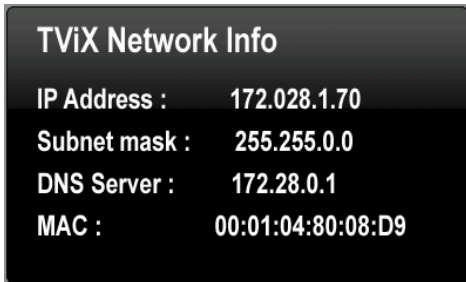 TViX Network Info
IP Address : 172.028.1.70
Subnet mask : 255.255.0.0
DNS Server : 172.28.0.1
MAC : 00:01:04:80:08:D9